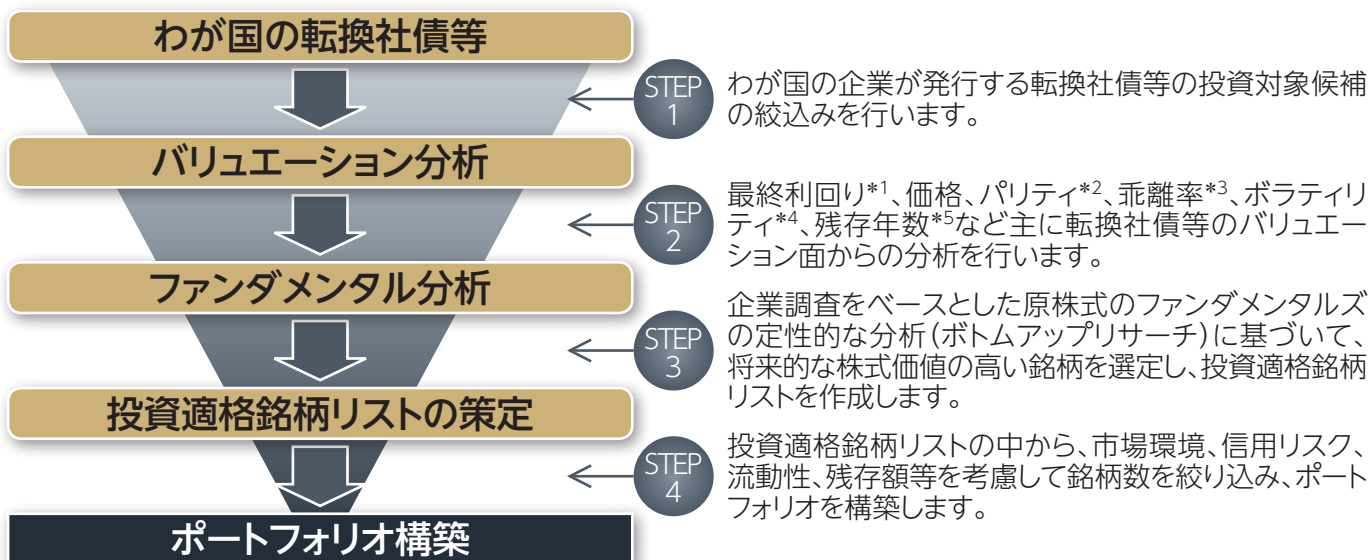 わが国の転換社債等
STEP
1
わが国の企業が発行する転換社債等の投資対象候補
の絞込みを行います。
バリュエーション分析
STEP
2
最終利回り*1、価格、パリティ*2、乖離率*3、ボラティリ
ティ*4、残存年数*5など主に転換社債等のバリュエー
ション面からの分析を行います。
ファンダメンタル分析
STEP
3
企業調査をベースとした原株式のファンダメンタルズ
の定性的な分析(ボトムアップリサーチ)に基づいて、
将来的な株式価値の高い銘柄を選定し、投資適格銘柄
リストを作成します。
投資適格銘柄リストの策定
STEP
4
投資適格銘柄リストの中から、市場環境、信用リスク、
流動性、残存額等を考慮して銘柄数を絞り込み、ポート
フォリオを構築します。
ポートフォリオ構築